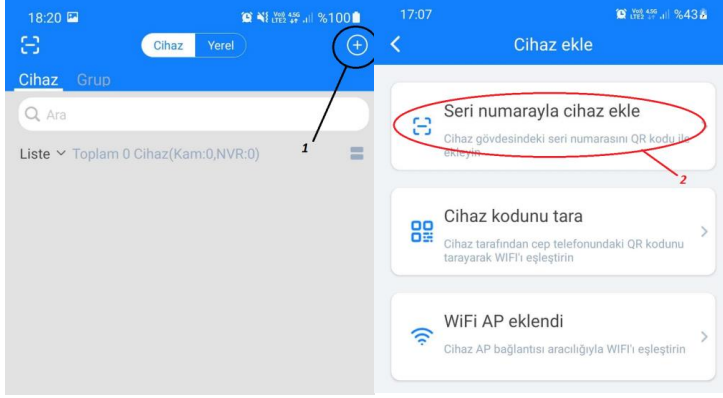 18:20 %100
Cihaz Yerel
Cihaz Grup
Ara
Liste Toplam 0 Cihaz(Kam:0,NVR:0)
1
17:07 %43
Cihaz ekle
Seri numarayla cihaz ekle
Cihaz gövdesindeki seri numarasını QR kodu ile
ekleyin
2
Cihaz kodunu tara
Cihaz tarafından cep telefonundaki QR kodunu
tarayarak WIFI'ı eşleştirin
WiFi AP eklendi
Cihaz AP bağlantısı aracılığıyla WIFI'ı eşleştirin